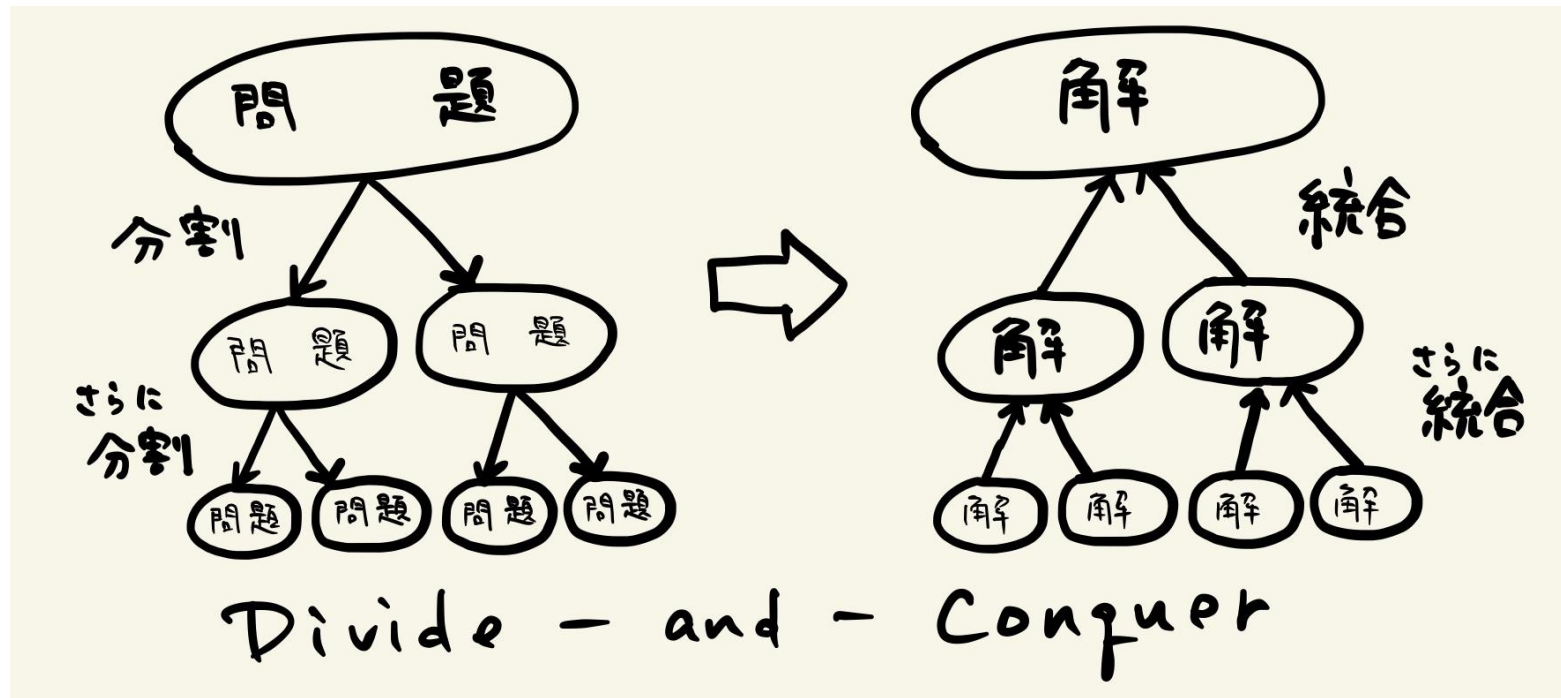 問題
分割
問題 問題
さらに
分割
問題 問題 問題 問題
解
統合
解 解
さらに
統合
解 解 解 解
Divide - and - Conquer